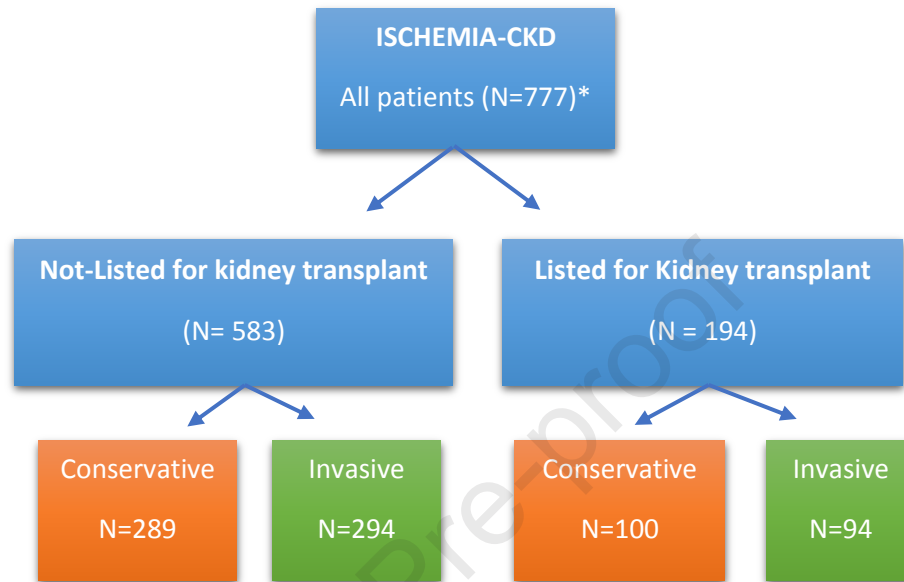 ISCHEMIA-CKD
All patients (N=777)*
Not-Listed for kidney transplant
(N= 583)
Listed for Kidney transplant
(N = 194)
Conservative
N=289
Invasive
N=294
Conservative
N=100
Invasive
N=94
Pre-proof